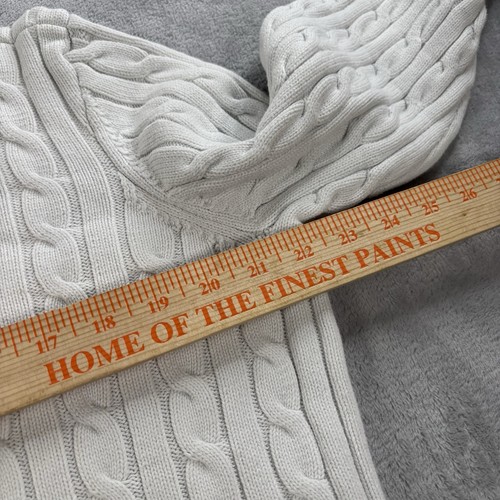 17 18 19 20 21 22 23 24 25 26
HOME OF THE FINEST PAINTS